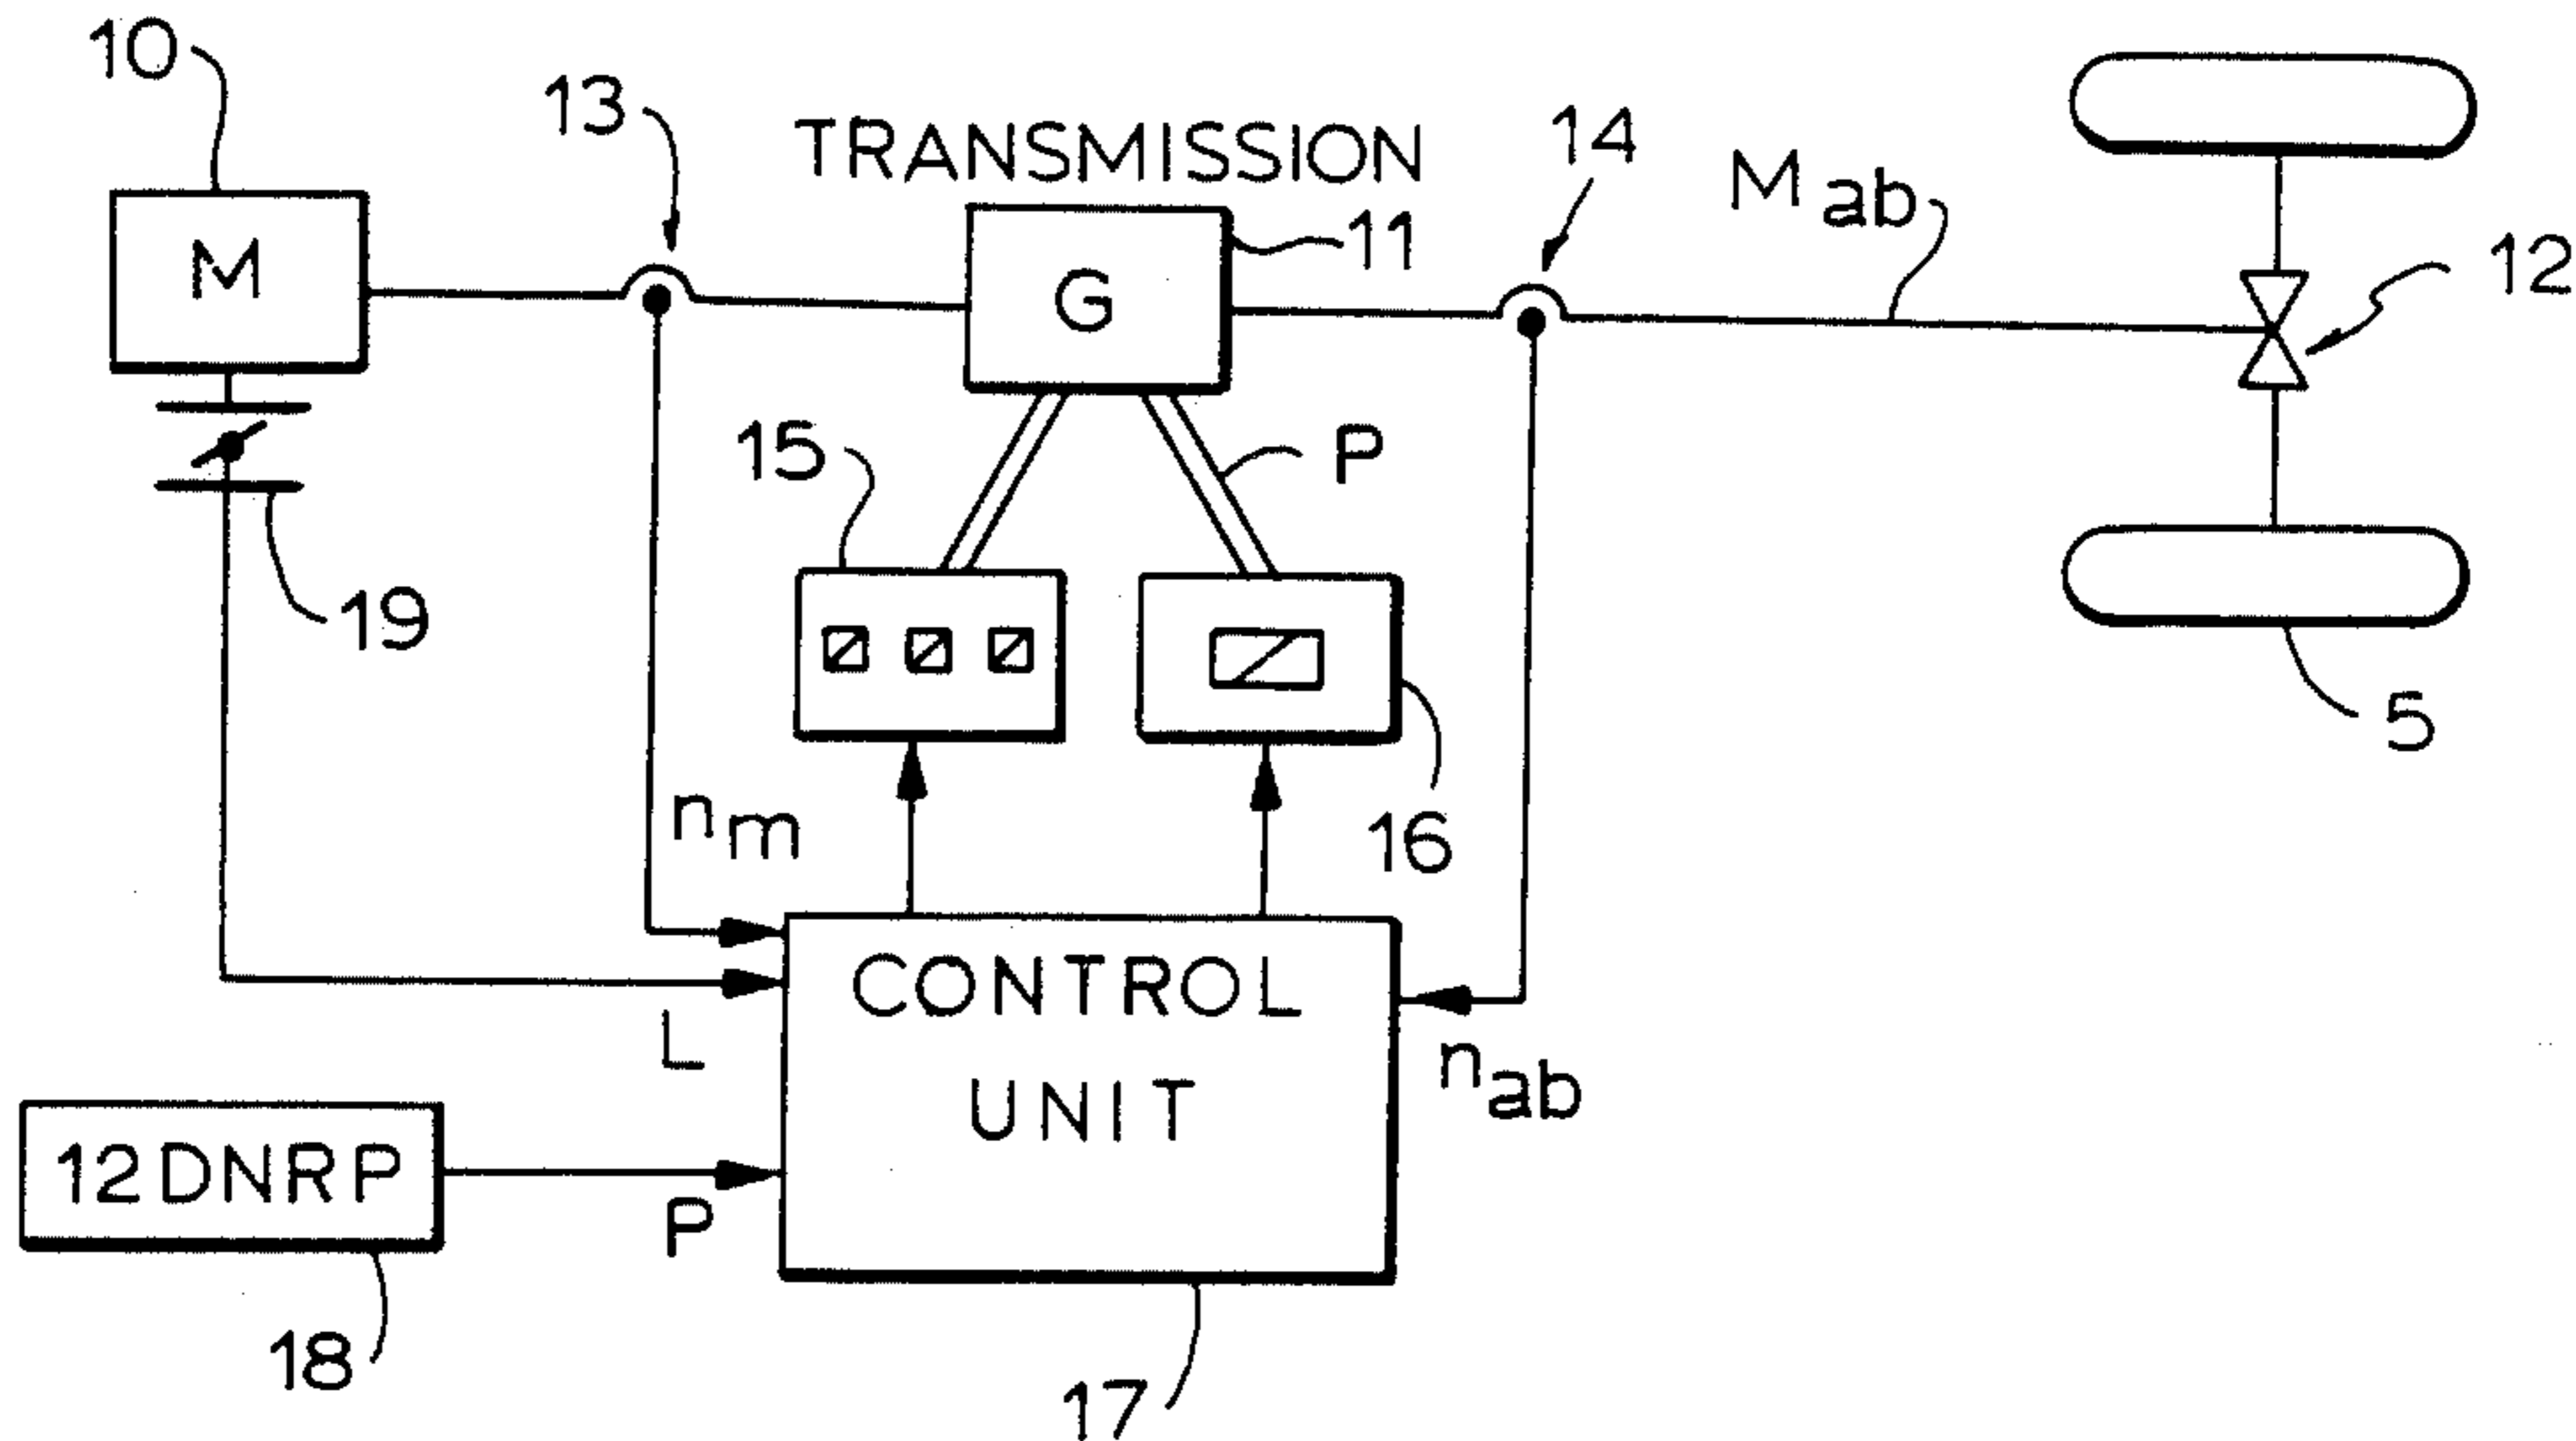 10
13
TRANSMISSION
14
M ab
12
M
G
11
15
P
19
16
5
n m
L
CONTROL
UNIT
n ab
12DNRP
P
18
17